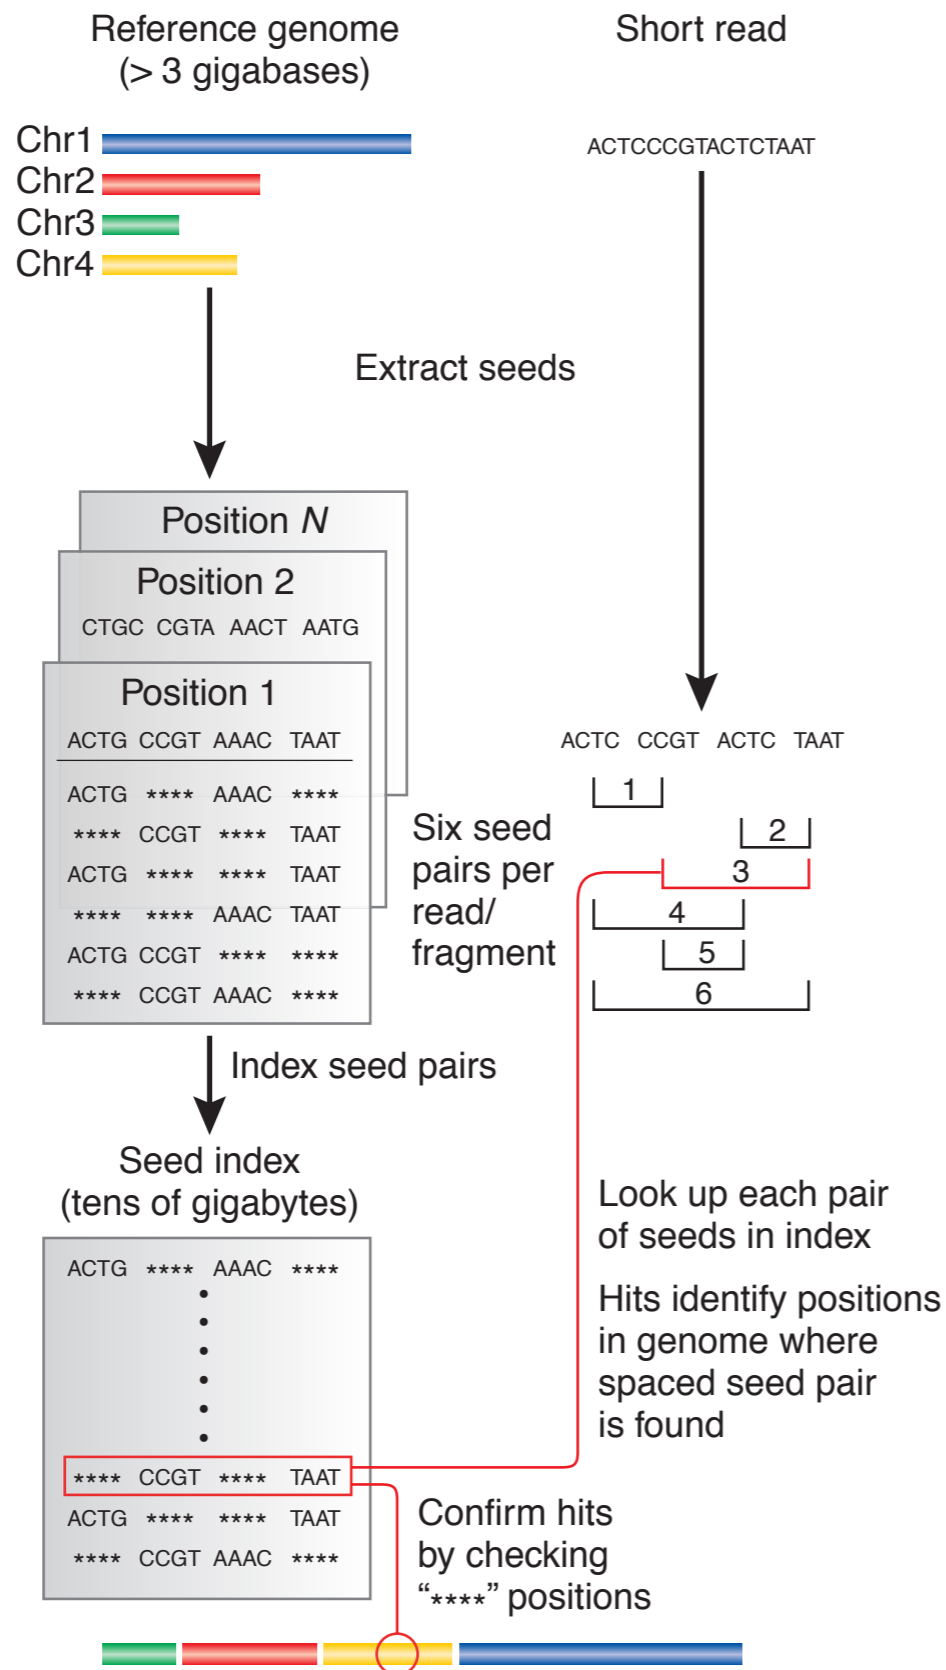 Reference genome
(> 3 gigabases)
Short read
Chr1
Chr2
Chr3
Chr4
ACTCCCGTACTCTAAT
Extract seeds
Position N
Position 2
CTGC CGTA AACT AATG
Position 1
ACTG CCGT AAAC TAAT
ACTG **** AAAC ****
**** CCGT **** TAAT
ACTG **** **** TAAT
**** **** AAAC TAAT
ACTG CCGT **** ****
**** CCGT AAAC ****
Six seed
pairs per
read/
fragment
ACTC CCGT ACTC TAAT
1
2
3
4
5
6
Index seed pairs
Seed index
(tens of gigabytes)
ACTG **** AAAC ****
**** CCGT **** TAAT
ACTG **** **** TAAT
**** CCGT AAAC ****
Look up each pair
of seeds in index
Hits identify positions
in genome where
spaced seed pair
is found
Confirm hits
by checking
“****” positions